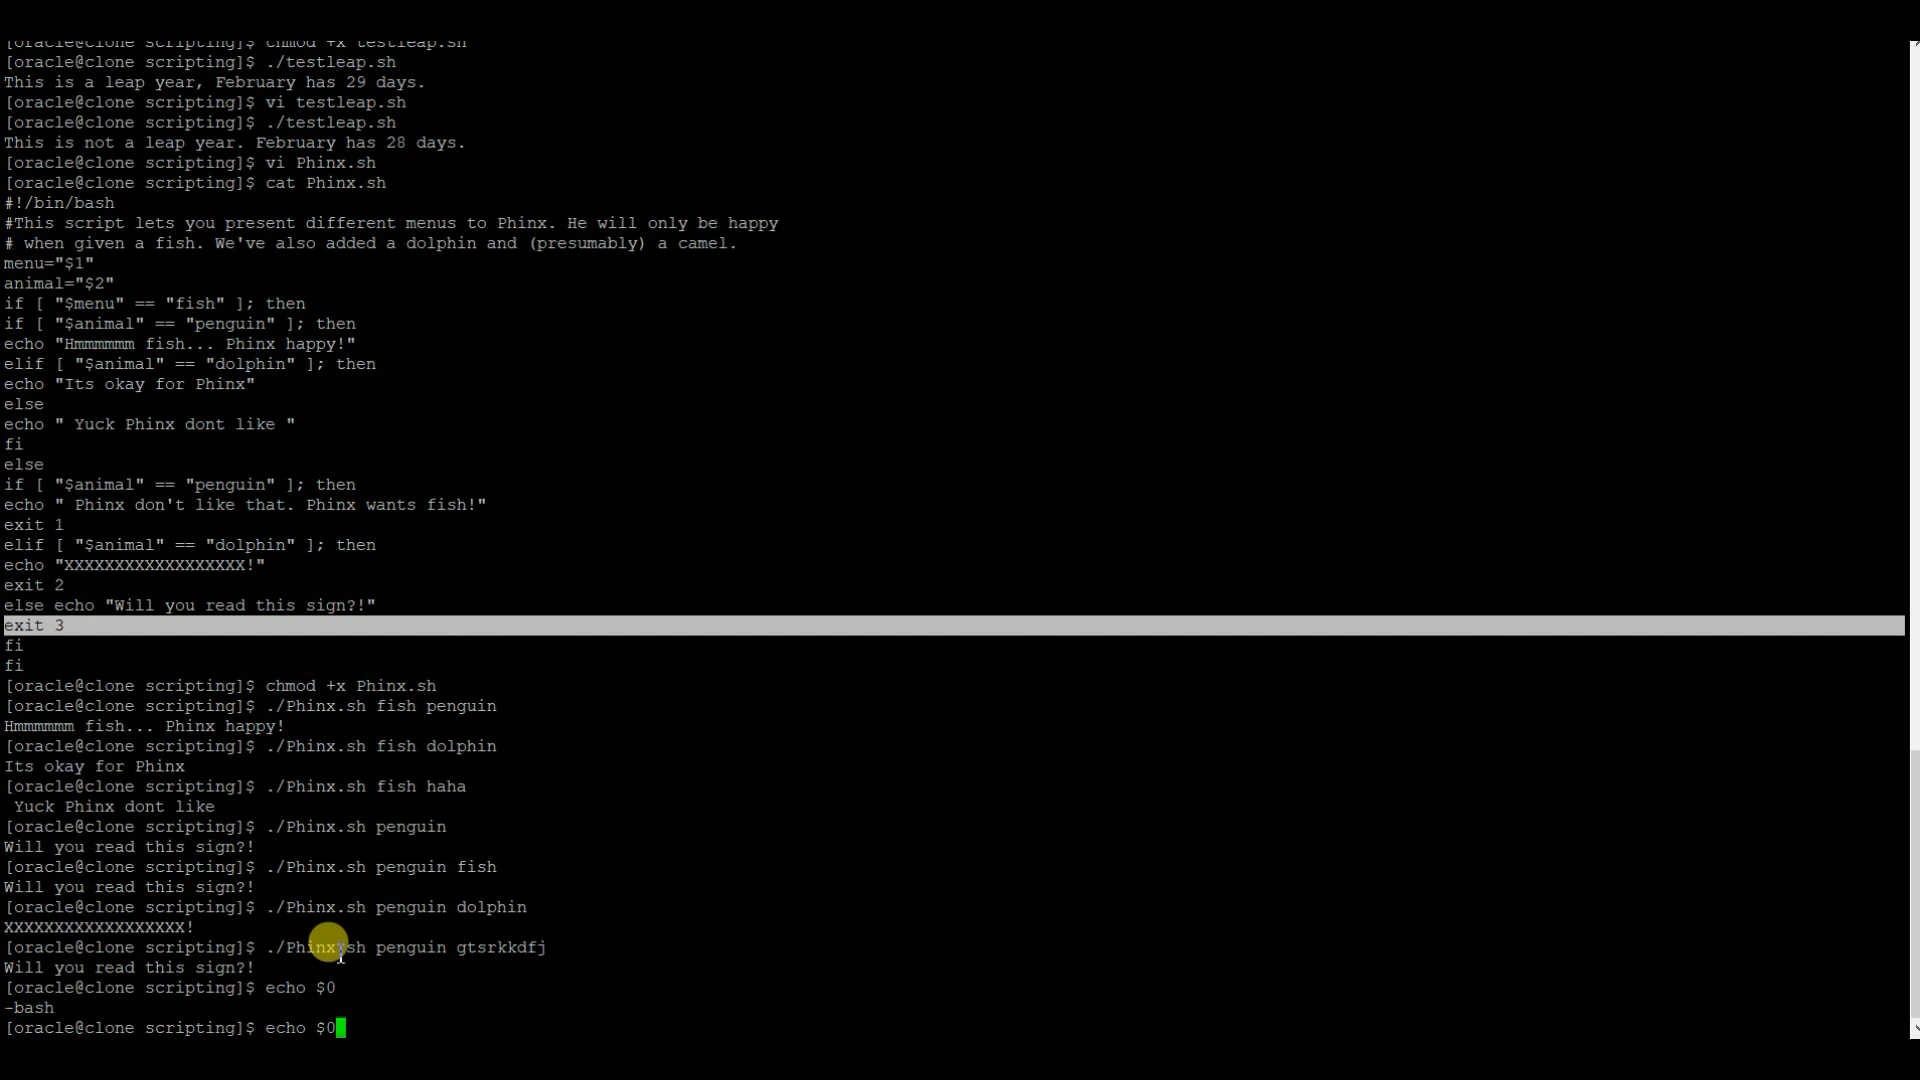 [oracle@clone scripting]$ chmod +x testleap.sh
[oracle@clone scripting]$ ./testleap.sh
This is a leap year, February has 29 days.
[oracle@clone scripting]$ vi testleap.sh
[oracle@clone scripting]$ ./testleap.sh
This is not a leap year. February has 28 days.
[oracle@clone scripting]$ vi Phinx.sh
[oracle@clone scripting]$ cat Phinx.sh
#!/bin/bash
#This script lets you present different menus to Phinx. He will only be happy
# when given a fish. We've also added a dolphin and (presumably) a camel.
menu="$1"
animal="$2"
if [ "$menu" == "fish" ]; then
if [ "$animal" == "penguin" ]; then
echo "Hmmmmmm fish... Phinx happy!"
elif [ "$animal" == "dolphin" ]; then
echo "Its okay for Phinx"
else
echo " Yuck Phinx dont like "
fi
else
if [ "$animal" == "penguin" ]; then
echo " Phinx don't like that. Phinx wants fish!"
exit 1
elif [ "$animal" == "dolphin" ]; then
echo "XXXXXXXXXXXXXXXXXX!"
exit 2
else echo "Will you read this sign?!"
exit 3
fi
fi
[oracle@clone scripting]$ chmod +x Phinx.sh
[oracle@clone scripting]$ ./Phinx.sh fish penguin
Hmmmmmm fish... Phinx happy!
[oracle@clone scripting]$ ./Phinx.sh fish dolphin
Its okay for Phinx
[oracle@clone scripting]$ ./Phinx.sh fish haha
 Yuck Phinx dont like
[oracle@clone scripting]$ ./Phinx.sh penguin
Will you read this sign?!
[oracle@clone scripting]$ ./Phinx.sh penguin fish
Will you read this sign?!
[oracle@clone scripting]$ ./Phinx.sh penguin dolphin
XXXXXXXXXXXXXXXXXX!
[oracle@clone scripting]$ ./Phinx.sh penguin gtsrkkdfj
Will you read this sign?!
[oracle@clone scripting]$ echo $0
-bash
[oracle@clone scripting]$ echo $0